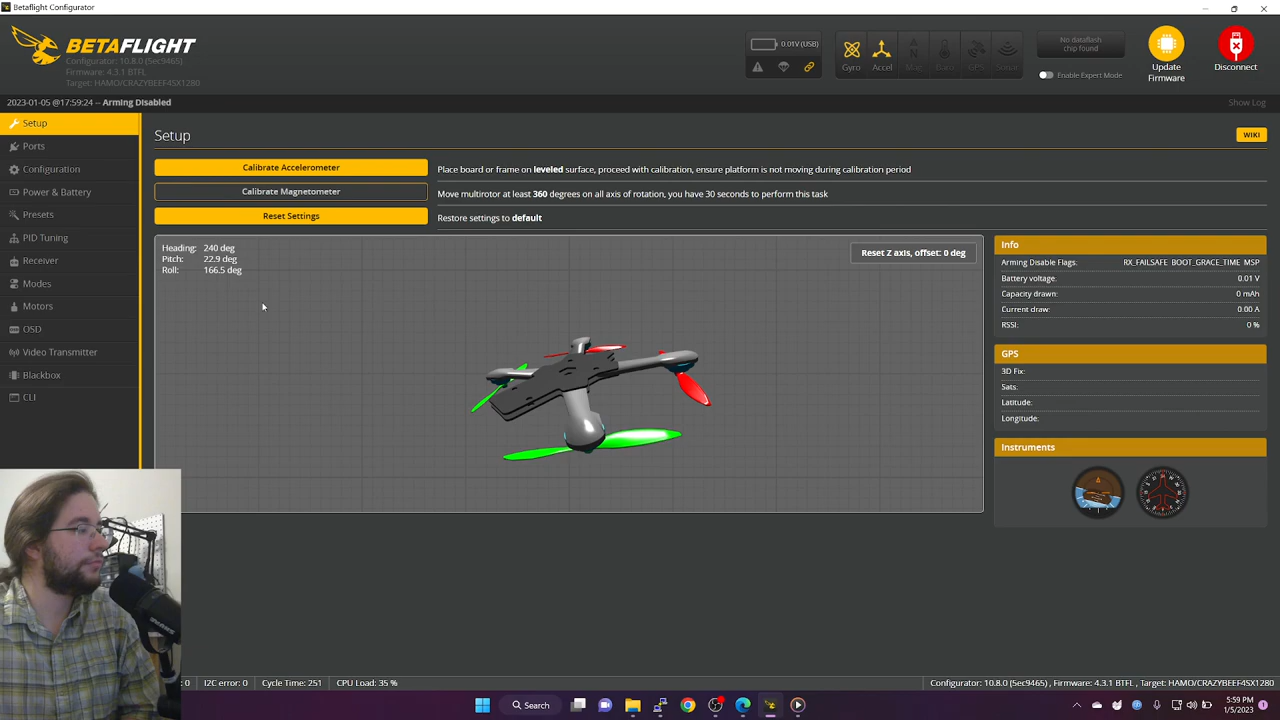 Betaflight Configurator
BETAFLIGHT
Configurator: 10.8.0 (5ec9465)
Firmware: 4.3.1 BTFL
Target: HAMO/CRAZYBEEF4SX1280
0.01V (USB)
Gyro
Accel
Mag
Baro
GPS
Sonar
No dataflash
chip found
Enable Expert Mode
Update
Firmware
Disconnect
2023-01-05 @17:59:24 -- Arming Disabled
Show Log
Setup
Ports
Configuration
Power & Battery
Presets
PID Tuning
Receiver
Modes
Motors
OSD
Video Transmitter
Blackbox
CLI
Setup
WIKI
Calibrate Accelerometer
Place board or frame on leveled surface, proceed with calibration, ensure platform is not moving during calibration period
Calibrate Magnetometer
Move multirotor at least 360 degrees on all axis of rotation, you have 30 seconds to perform this task
Reset Settings
Restore settings to default
Heading: 240 deg
Pitch: 22.9 deg
Roll: 166.5 deg
Reset Z axis, offset: 0 deg
Info
Arming Disable Flags: RX_FAILSAFE BOOT_GRACE_TIME MSP
Battery voltage: 0.01 V
Capacity drawn: 0 mAh
Current draw: 0.00 A
RSSI: 0 %
GPS
3D Fix:
Sats:
Latitude:
Longitude:
Instruments
0 I2C error: 0 Cycle Time: 251 CPU Load: 35 %
Configurator: 10.8.0 (5ec9465), Firmware: 4.3.1 BTFL, Target: HAMO/CRAZYBEEF4SX1280
Search
5:59 PM
1/5/2023